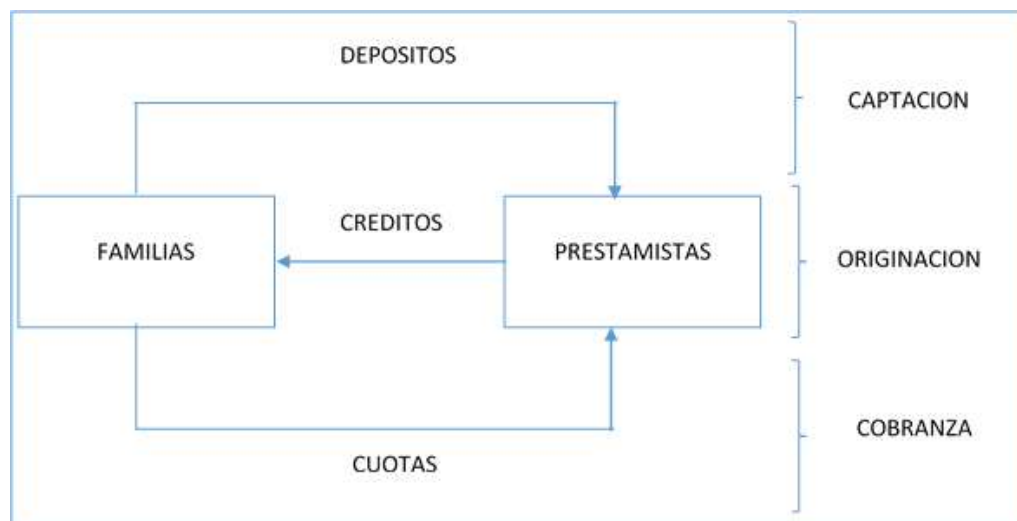 DEPOSITOS
CAPTACION
FAMILIAS
CREDITOS
PRESTAMISTAS
ORIGINACION
CUOTAS
COBRANZA